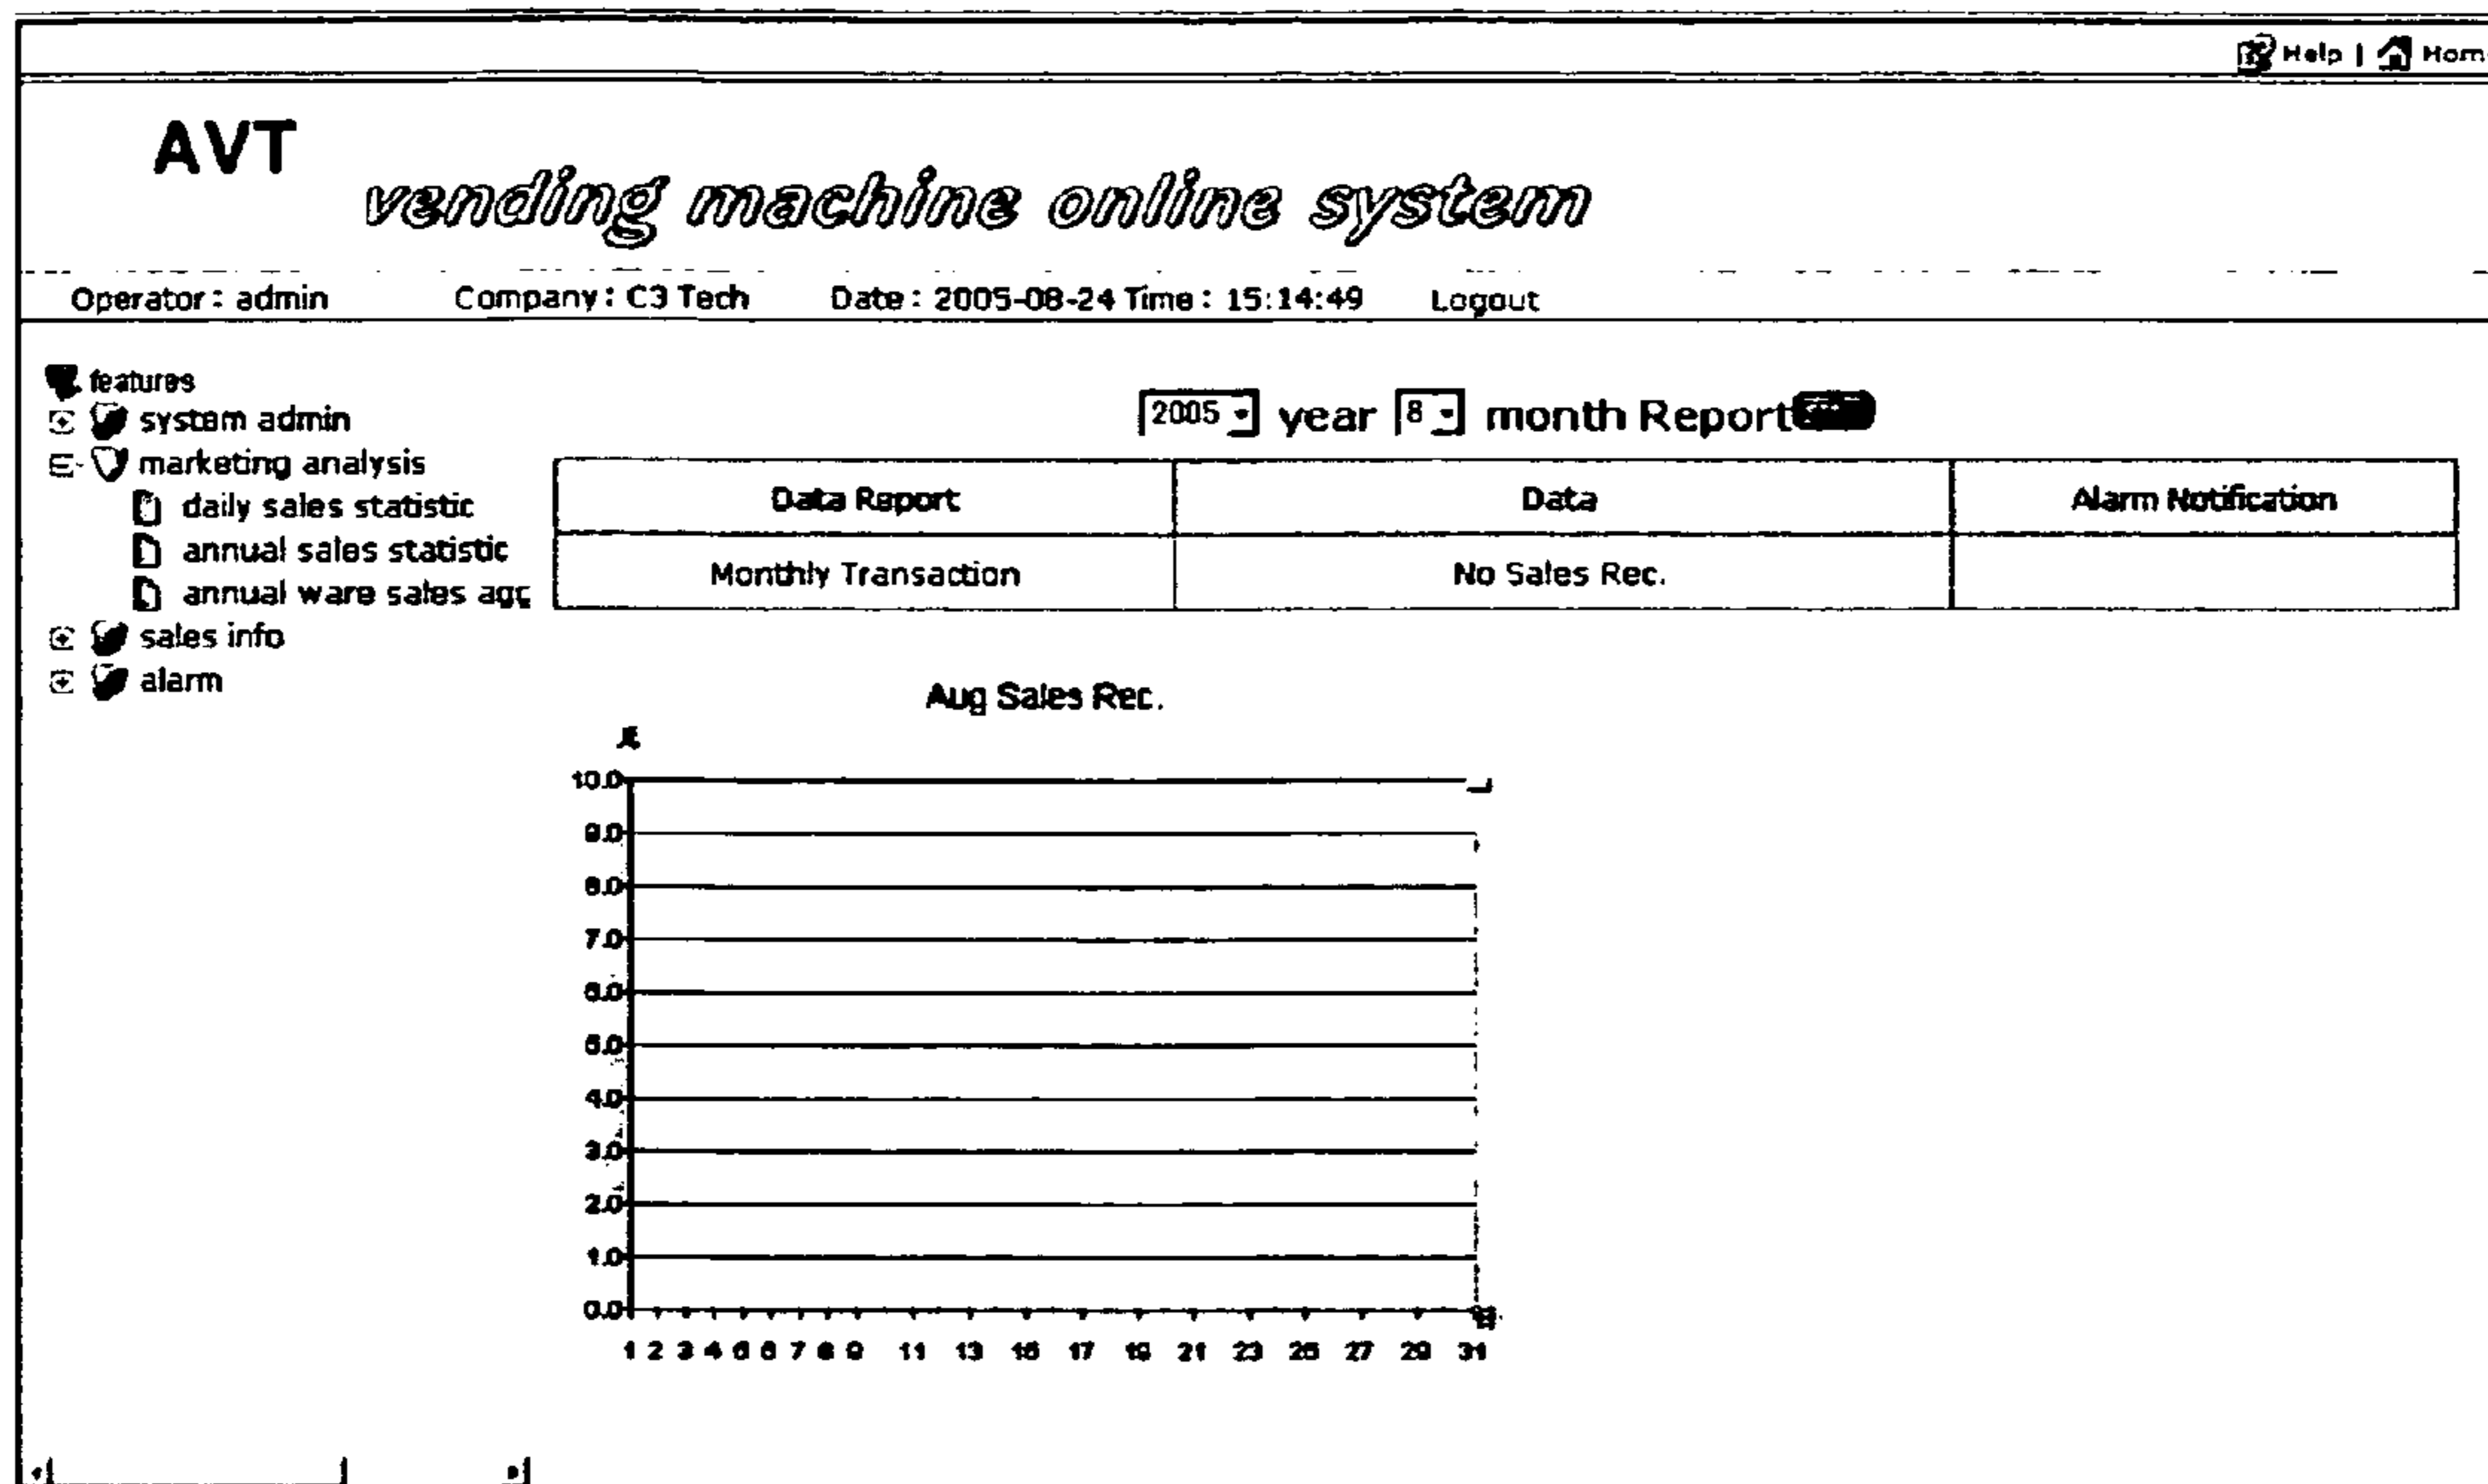 Help | Hom
AVT
vending machine online system
Operator: admin Company: C3 Tech Date: 2005-08-24 Time: 15:14:49 Logout
features
system admin
marketing analysis
daily sales statistic
annual sales statistic
annual ware sales agg
sales info
alarm
2005 year 8 month Report
Data Report Data Alarm Notification
Monthly Transaction No Sales Rec.
Aug Sales Rec.
10.0
9.0
8.0
7.0
6.0
5.0
4.0
3.0
2.0
1.0
0.0
1 2 3 4 5 6 7 8 9 11 13 15 17 19 21 23 25 27 29 31